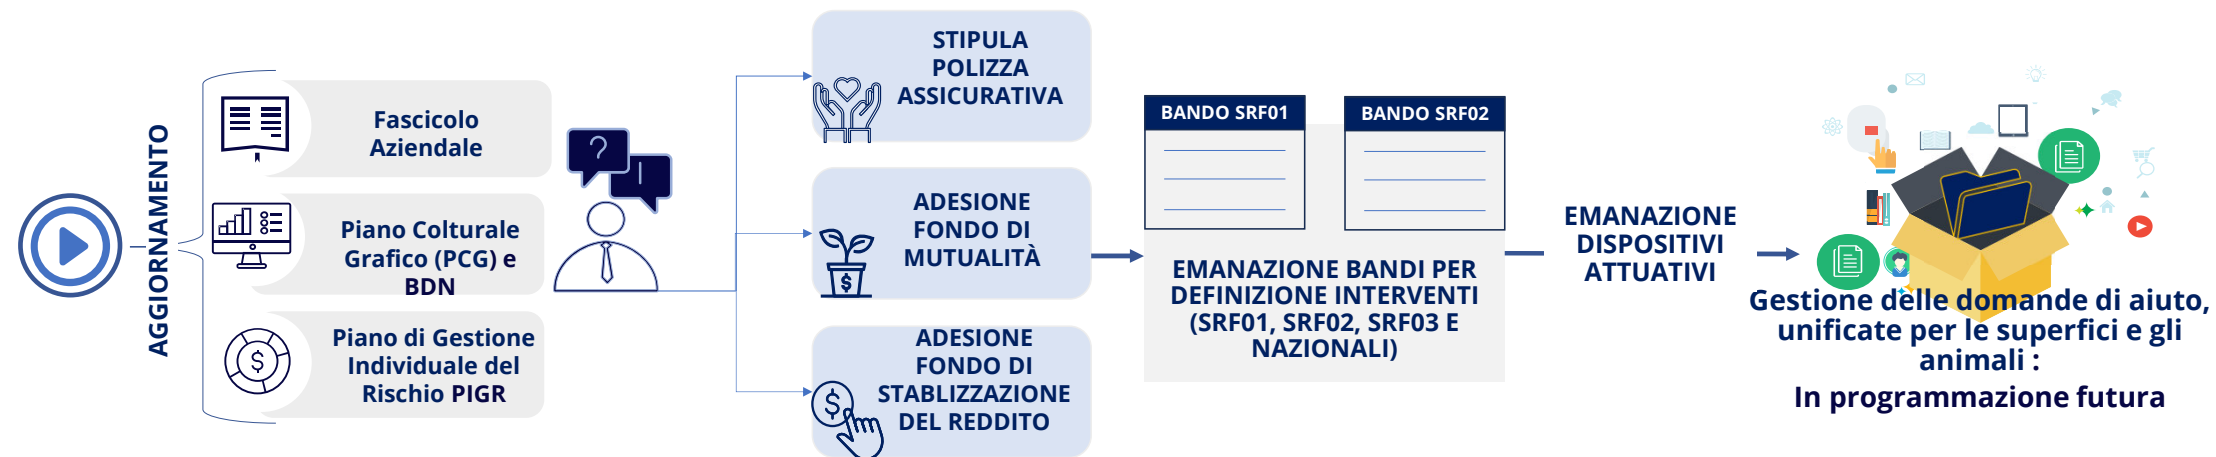 AGGIORNAMENTO
Fascicolo
Aziendale
Piano Colturale
Grafico (PCG) e
BDN
Piano di Gestione
Individuale del
Rischio PIGR
?
STIPULA
POLIZZA
ASSICURATIVA
ADESIONE
FONDO DI
MUTUALITÀ
ADESIONE
FONDO DI
STABLIZZAZIONE
DEL REDDITO
BANDO SRF01
BANDO SRF02
EMANAZIONE BANDI PER
DEFINIZIONE INTERVENTI
(SRF01, SRF02, SRF03 E
NAZIONALI)
EMANAZIONE
DISPOSITIVI
ATTUATIVI
Gestione delle domande di aiuto,
unificate per le superfici e gli
animali :
In programmazione futura